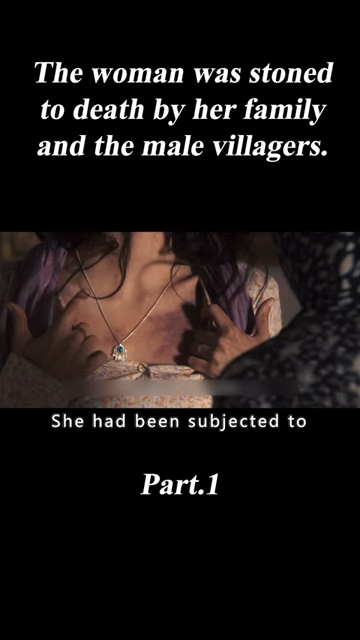 The woman was stoned
to death by her family
and the male villagers.
She had been subjected to
Part.1